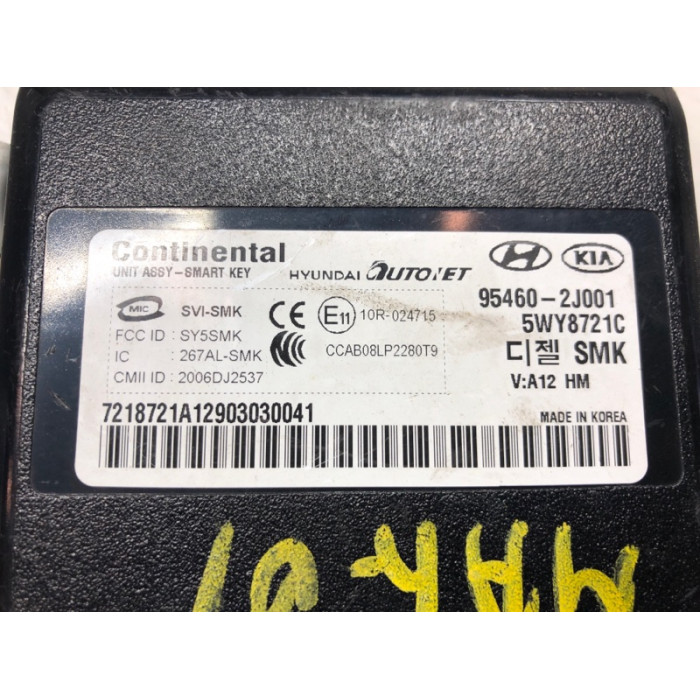 Continental
UNIT ASSY-SMART KEY
HYUNDAI AUTONET
KIA
95460-2J001
5WY8721C
디젤 SMK
V:A12 HM
MIC SVI-SMK
CE E11 10R-024715
FCC ID : SY5SMK
IC : 267AL-SMK
CCC CCAB08LP2280T9
CMII ID : 2006DJ2537
7218721A12903030041
MADE IN KOREA